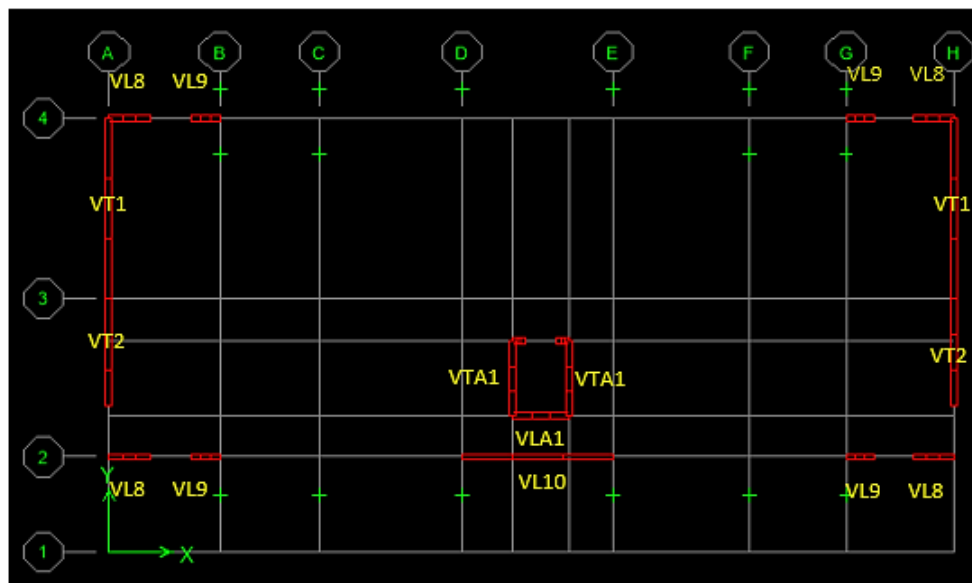 A B C D E F G H
VL8 VL9 VL9 VL8
4
VT1 VT1
3
VT2 VT2
VTA1 VTA1
VLA1
2
VL10
Y
VL8 VL9 VL9 VL8
X
1